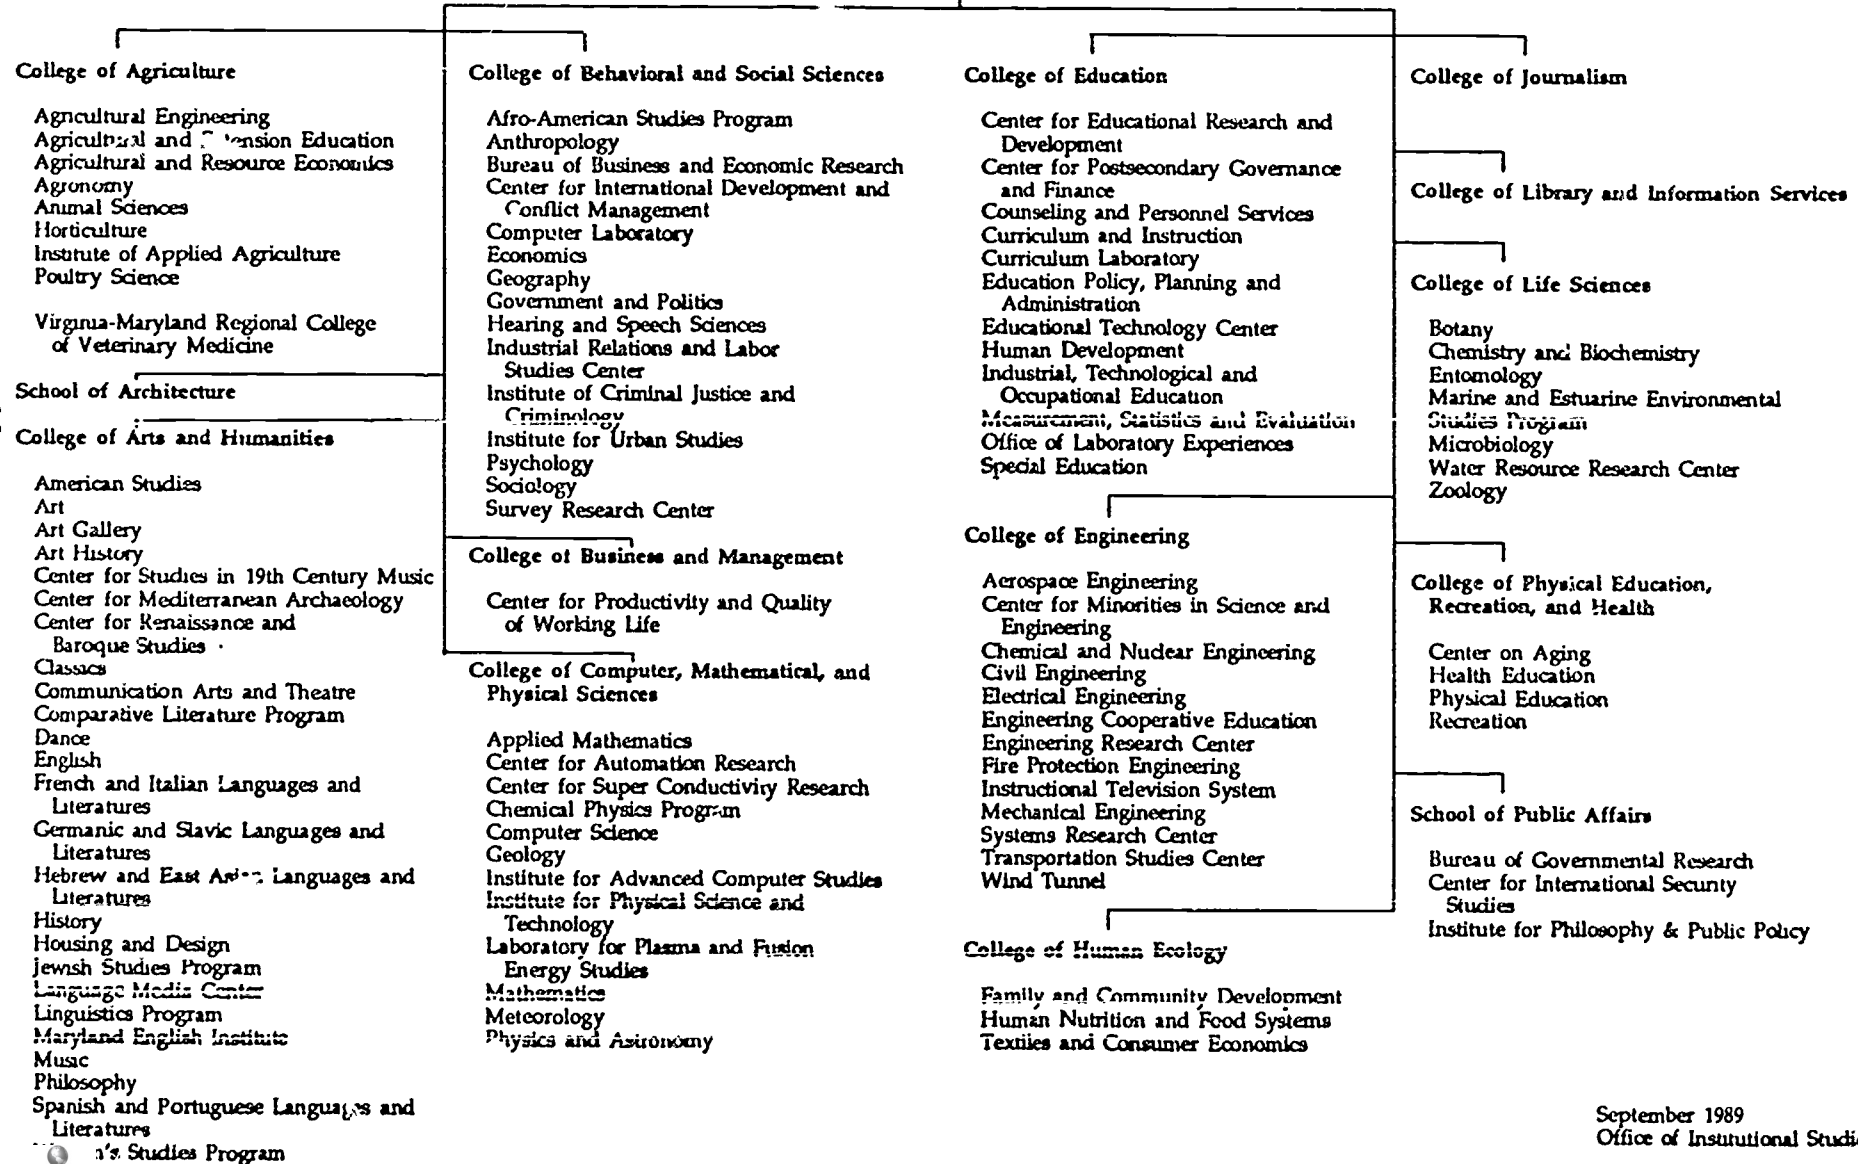 College of Agriculture
Agricultural Engineering
Agricultural and Education
Agricultural and Resource Economics
Agronomy
Animal Sciences
Horticulture
Institute of Applied Agriculture
Poultry Science
Virginia-Maryland Regional College
of Veterinary Medicine
School of Architecture
College of Arts and Humanities
American Studies
Art
Art Gallery
Art History
Center for Studies in 19th Century Music
Center for Mediterranean Archaeology
Center for Renaissance and
Baroque Studies
Classics
Communication Arts and Theatre
Comparative Literature Program
Dance
English
French and Italian Languages and
Literatures
Germanic and Slavic Languages and
Literatures
Hebrew and East Asian Languages and
Literatures
History
Housing and Design
Jewish Studies Program
Language Media Center
Linguistics Program
Maryland English Institute
Music
Philosophy
Spanish and Portuguese Languages and
Literatures
Studies Program
College of Behavioral and Social Sciences
Afro-American Studies Program
Anthropology
Bureau of Business and Economic Research
Center for International Development and
Conflict Management
Computer Laboratory
Economics
Geography
Government and Politics
Hearing and Speech Sciences
Industrial Relations and Labor
Studies Center
Institute of Criminal Justice and
Criminology
Institute for Urban Studies
Psychology
Sociology
Survey Research Center
College of Business and Management
Center for Productivity and Quality
of Working Life
College of Computer, Mathematical, and
Physical Sciences
Applied Mathematics
Center for Automation Research
Center for Super Conductivity Research
Chemical Physics Program
Computer Science
Geology
Institute for Advanced Computer Studies
Institute for Physical Science and
Technology
Laboratory for Plasma and Fusion
Energy Studies
Mathematics
Meteorology
Physics and Astronomy
College of Education
Center for Educational Research and
Development
Center for Postsecondary Governance
and Finance
Counseling and Personnel Services
Curriculum and Instruction
Curriculum Laboratory
Education Policy, Planning and
Administration
Educational Technology Center
Human Development
Industrial, Technological and
Occupational Education
Measurement, Statistics and Evaluation
Office of Laboratory Experiences
Special Education
College of Engineering
Aerospace Engineering
Center for Minorities in Science and
Engineering
Chemical and Nuclear Engineering
Civil Engineering
Electrical Engineering
Engineering Cooperative Education
Engineering Research Center
Fire Protection Engineering
Instructional Television System
Mechanical Engineering
Systems Research Center
Transportation Studies Center
Wind Tunnel
College of Human Ecology
Family and Community Development
Human Nutrition and Food Systems
Textiles and Consumer Economics
College of Journalism
College of Library and Information Services
College of Life Sciences
Botany
Chemistry and Biochemistry
Entomology
Marine and Estuarine Environmental
Studies Program
Microbiology
Water Resource Research Center
Zoology
College of Physical Education,
Recreation, and Health
Center on Aging
Health Education
Physical Education
Recreation
School of Public Affairs
Bureau of Governmental Research
Center for International Security
Studies
Institute for Philosophy & Public Policy
September 1989
Office of Institutional